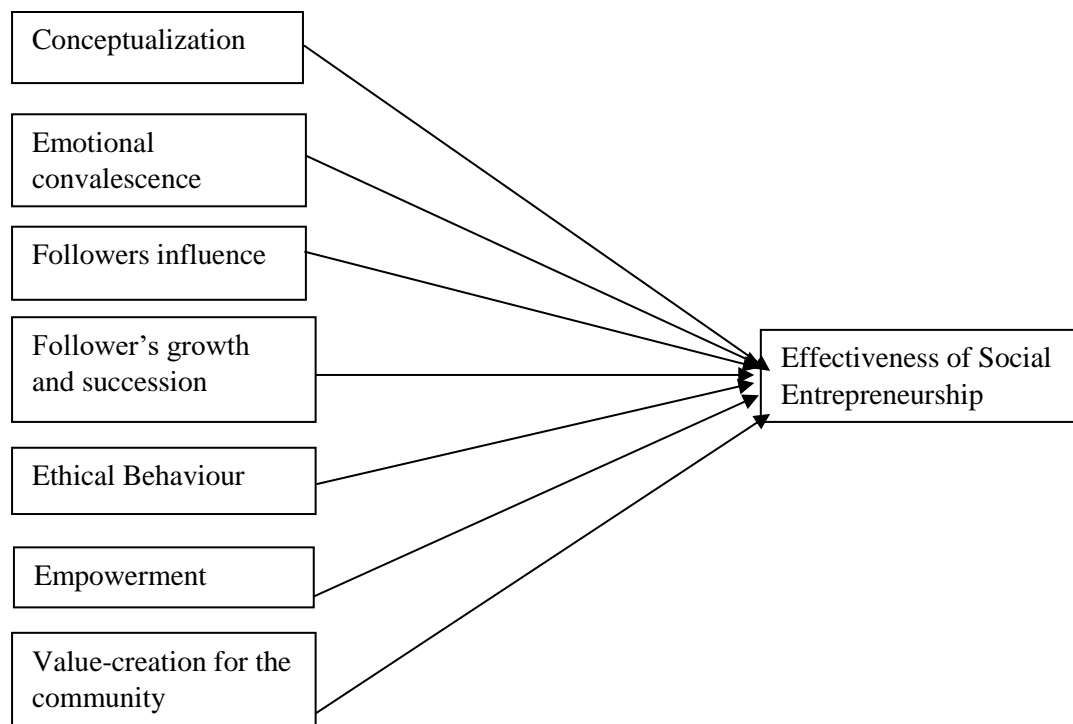 Conceptualization
Emotional
convalescence
Followers influence
Follower’s growth
and succession
Ethical Behaviour
Empowerment
Value-creation for the
community
Effectiveness of Social
Entrepreneurship